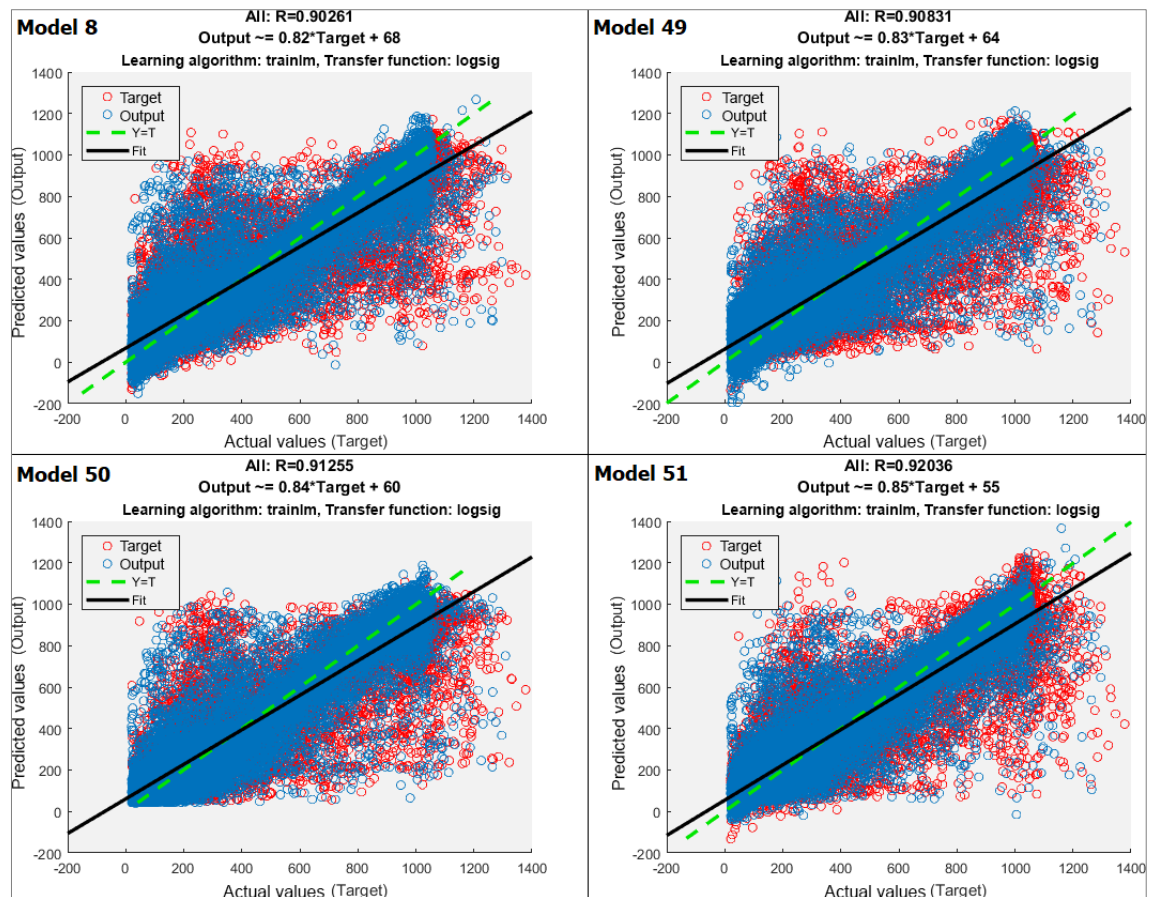 Model 8
All: R=0.90261
Output ~= 0.82*Target + 68
Learning algorithm: trainlm, Transfer function: logsig
1400
1200
1000
800
600
400
200
0
-200
Target
Output
Y=T
Fit
Predicted values (Output)
-200 0 200 400 600 800 1000 1200 1400
Actual values (Target)
Model 49
All: R=0.90831
Output ~= 0.83*Target + 64
Learning algorithm: trainlm, Transfer function: logsig
1400
1200
1000
800
600
400
200
0
-200
Target
Output
Y=T
Fit
Predicted values (Output)
-200 0 200 400 600 800 1000 1200 1400
Actual values (Target)
Model 50
All: R=0.91255
Output ~= 0.84*Target + 60
Learning algorithm: trainlm, Transfer function: logsig
1400
1200
1000
800
600
400
200
0
-200
Target
Output
Y=T
Fit
Predicted values (Output)
-200 0 200 400 600 800 1000 1200 1400
Actual values (Target)
Model 51
All: R=0.92036
Output ~= 0.85*Target + 55
Learning algorithm: trainlm, Transfer function: logsig
1400
1200
1000
800
600
400
200
0
-200
Target
Output
Y=T
Fit
Predicted values (Output)
-200 0 200 400 600 800 1000 1200 1400
Actual values (Target)